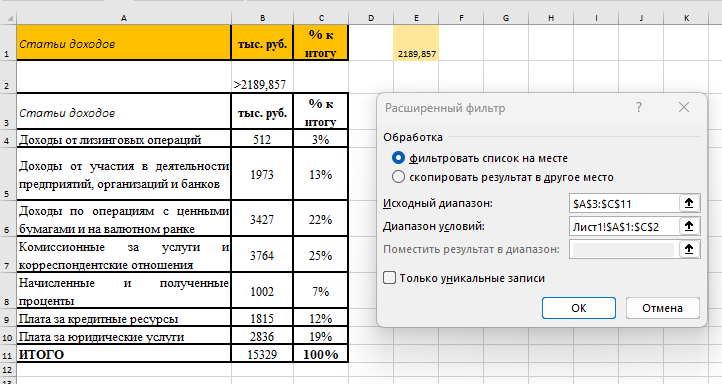 A B C D E F G H I J K
1 Статьи доходов тыс. руб. % к 2189,857
итогу
2 >2189,857
3 Статьи доходов тыс. руб. % к
итогу
4 Доходы от лизинговых операций 512 3%
5 Доходы от участия в деятельности 1973 13%
предприятий, организаций и банков
6 Доходы по операциям с ценными 3427 22%
бумагами и на валютном ранке
7 Комиссионные за услуги и 3764 25%
корреспондентские отношения
8 Начисленные и полученные 1002 7%
проценты
9 Плата за кредитные ресурсы 1815 12%
10 Плата за юридические услуги 2836 19%
11 ИТОГО 15329 100%
12
Расширенный фильтр ? ×
Обработка
фильтровать список на месте
скопировать результат в другое место
Исходный диапазон: $A$3:$C$11
Диапазон условий: Лист1!$A$1:$C$2
Поместить результат в диапазон:
Только уникальные записи
ОК Отмена